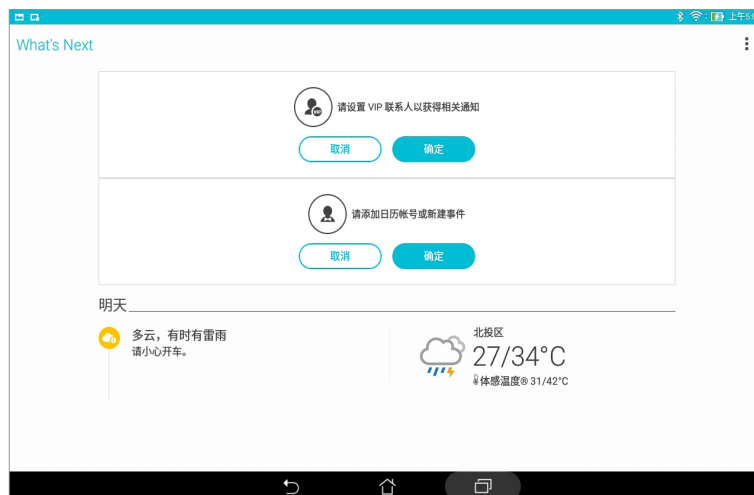 上午5:0
What's Next
请设置 VIP 联系人以获得相关通知
取消 确定
请添加日历帐号或新建事件
取消 确定
明天
多云，有时有雷雨
请小心开车。
北投区
27/34°C
体感温度® 31/42°C